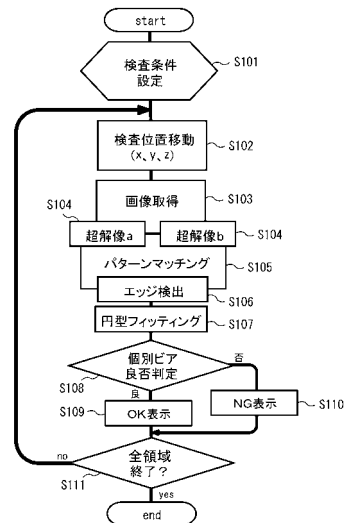 start
検査条件
設定
S101
検査位置移動
(x、y、z)
S102
画像取得
S103
S104
超解像a
超解像b
S104
パターンマッチング
S105
エッジ検出
S106
円型フィッティング
S107
個別ビア
良否判定
S108
否
良
S109
OK表示
NG表示
S110
no
全領域
終了?
S111
yes
end